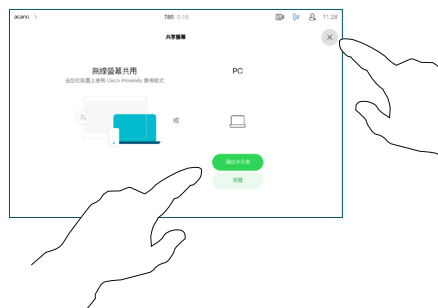 acano >
785 0:18
11:28
共享螢幕
無線螢幕共用
在您的裝置上使用 Cisco Proximity 應用程式
或
PC
通話中分享
預覽